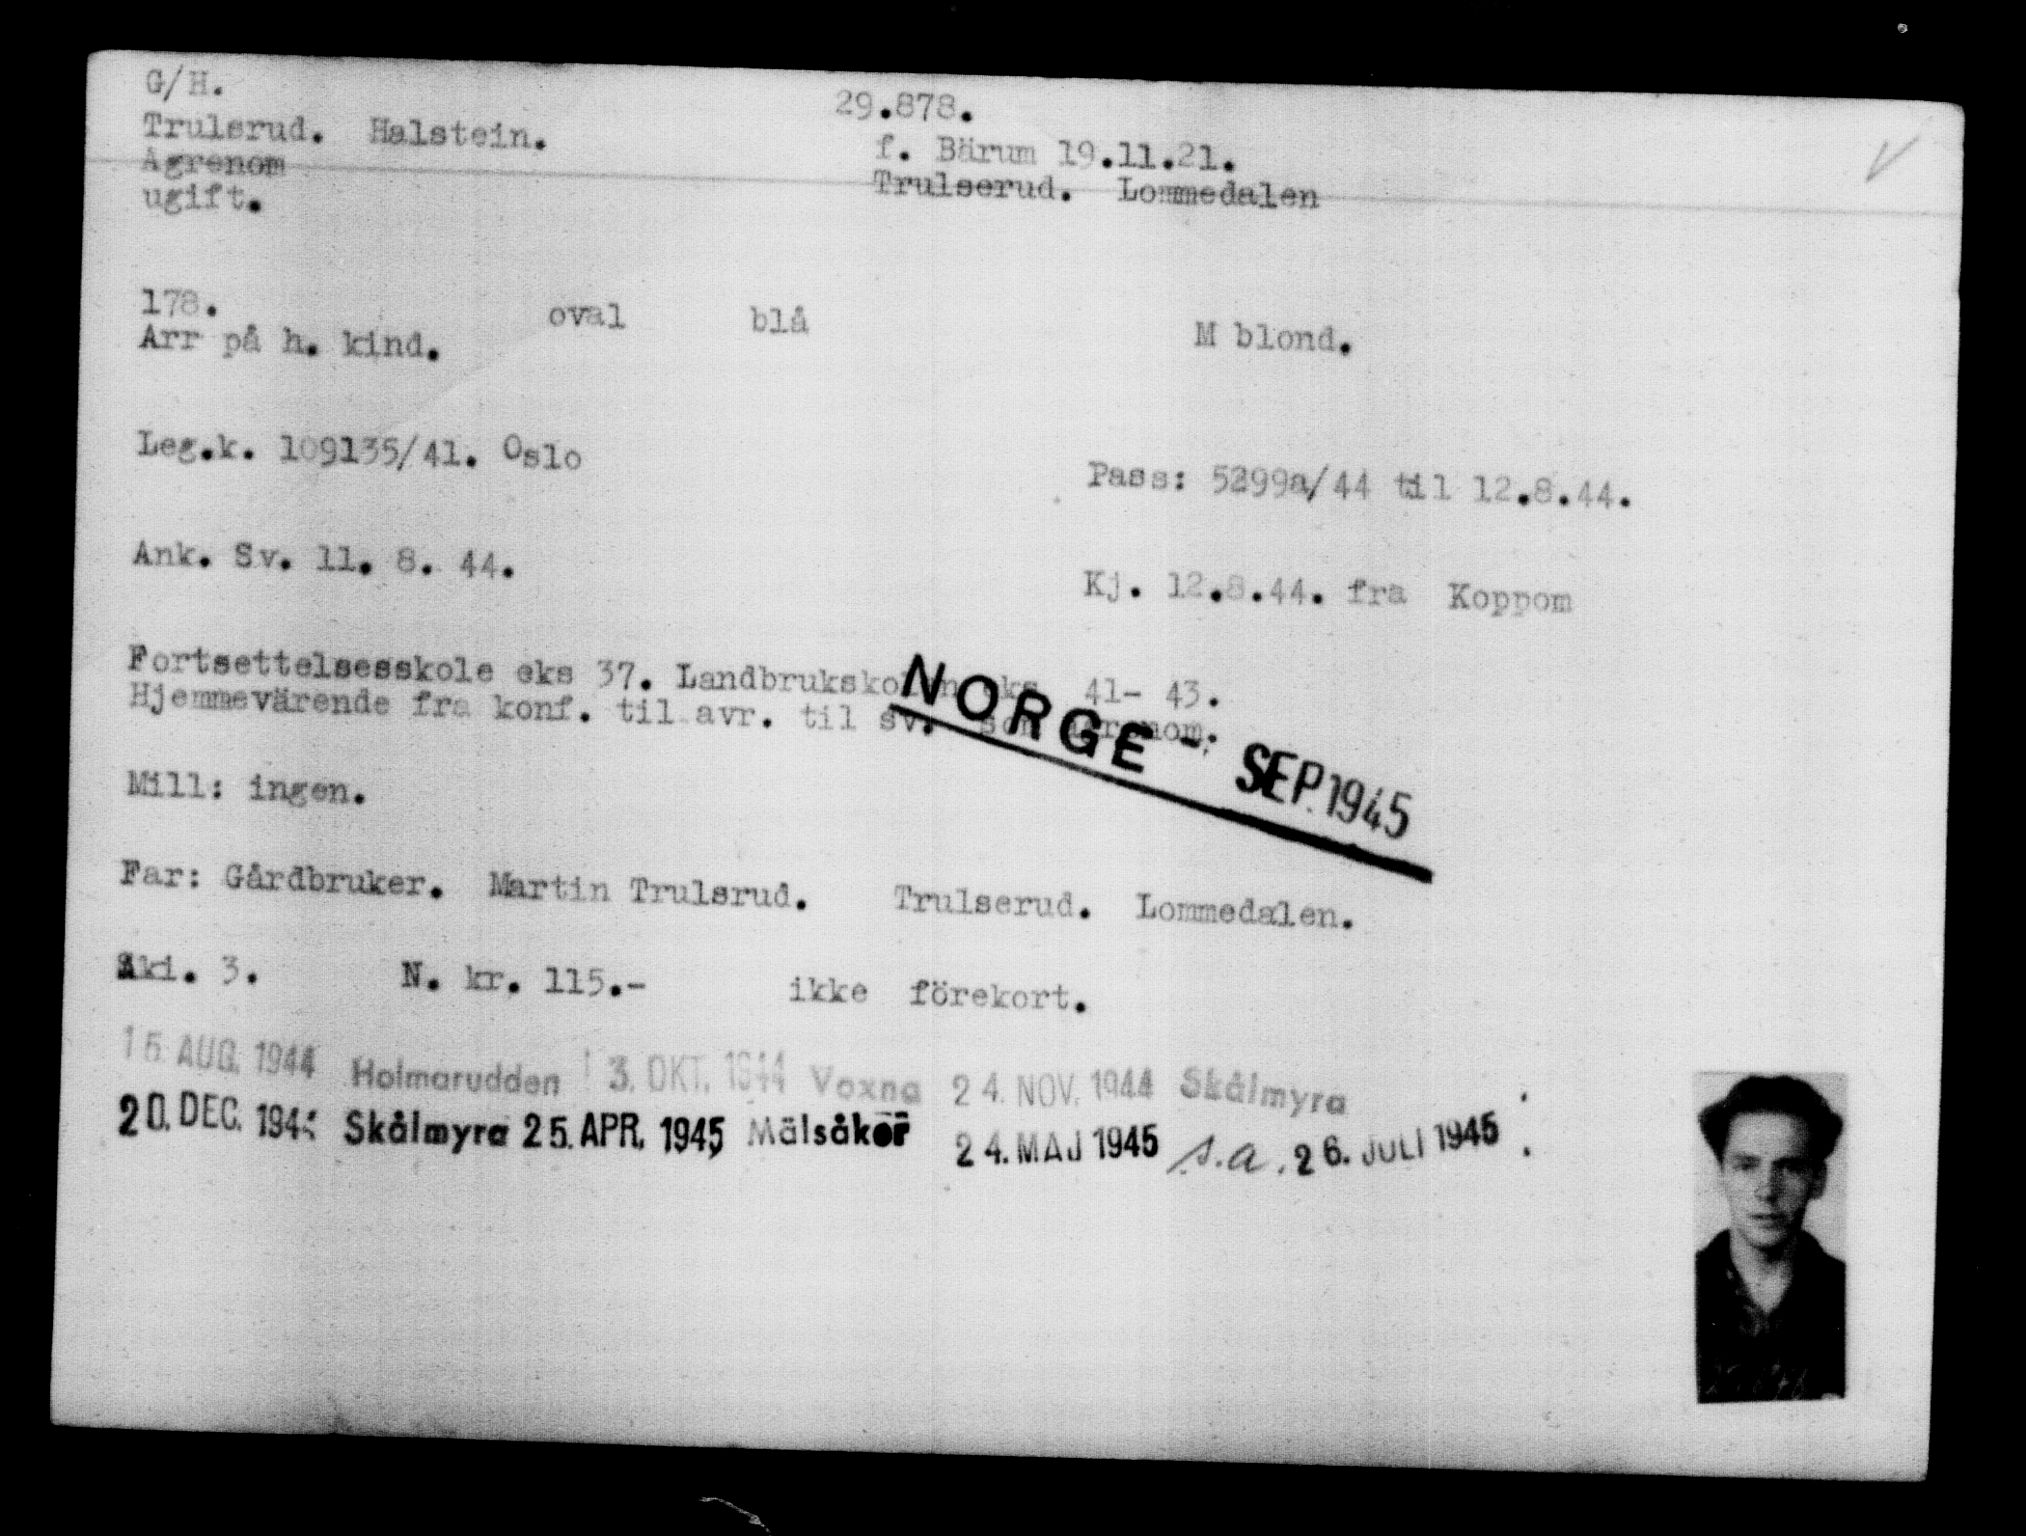 G/H. 29.878.
Trulsrud. Halstein. f. Bärum 19.11.21.
Agrenom Trulserud. Lommedalen
ugift.
178. oval blå M blond.
Arr på h. kind.
Leg.k. 109135/41. Oslo Pass: 5299a/44 til 12.8.44.
Ank. Sv. 11. 8. 44. Kj. 12.8.44. fra Koppom
Fortsettelsesskole eks 37. Landbrukskolen eks 41- 43.
Hjemmevärende fra konf. til avr. til sv. som agronom.
NORGE - SEP. 1945
Mill: ingen.
Far: Gårdbruker. Martin Trulsrud. Trulserud. Lommedalen.
Ski. 3. N. kr. 115.- ikke förekort.
15. AUG. 1944 Holmarudden 13. OKT. 1944 Voxna 24. NOV. 1944 Skålmyra
20. DEC. 1944 Skålmyra 25. APR. 1945 Mälsåker 24. MAJ 1945 s.a. 26. JULI 1945